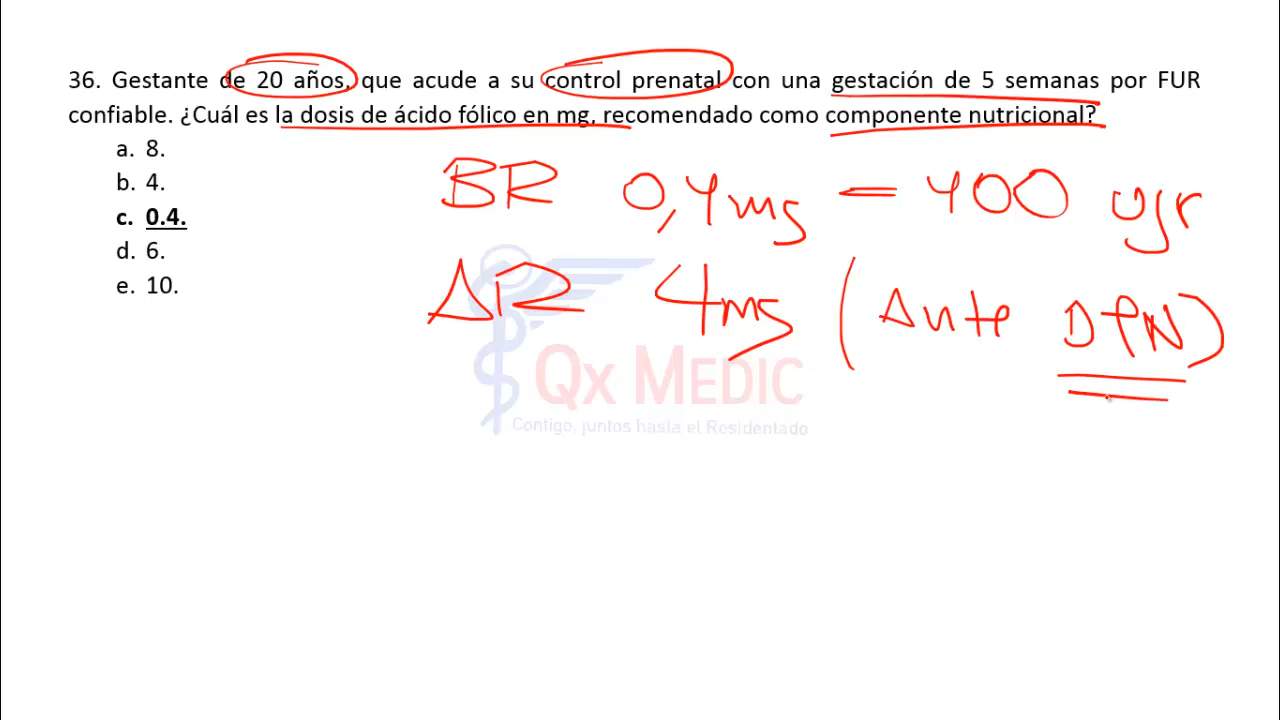 36. Gestante de 20 años, que acude a su control prenatal con una gestación de 5 semanas por FUR
confiable. ¿Cuál es la dosis de ácido fólico en mg, recomendado como componente nutricional?
a. 8.
b. 4.
c. 0.4.
d. 6.
e. 10.
BR 0,4mg = 400 ugr
AR 4mg (Ante DTN)
Qx MEDIC
Contigo, juntos hasta el Residentado